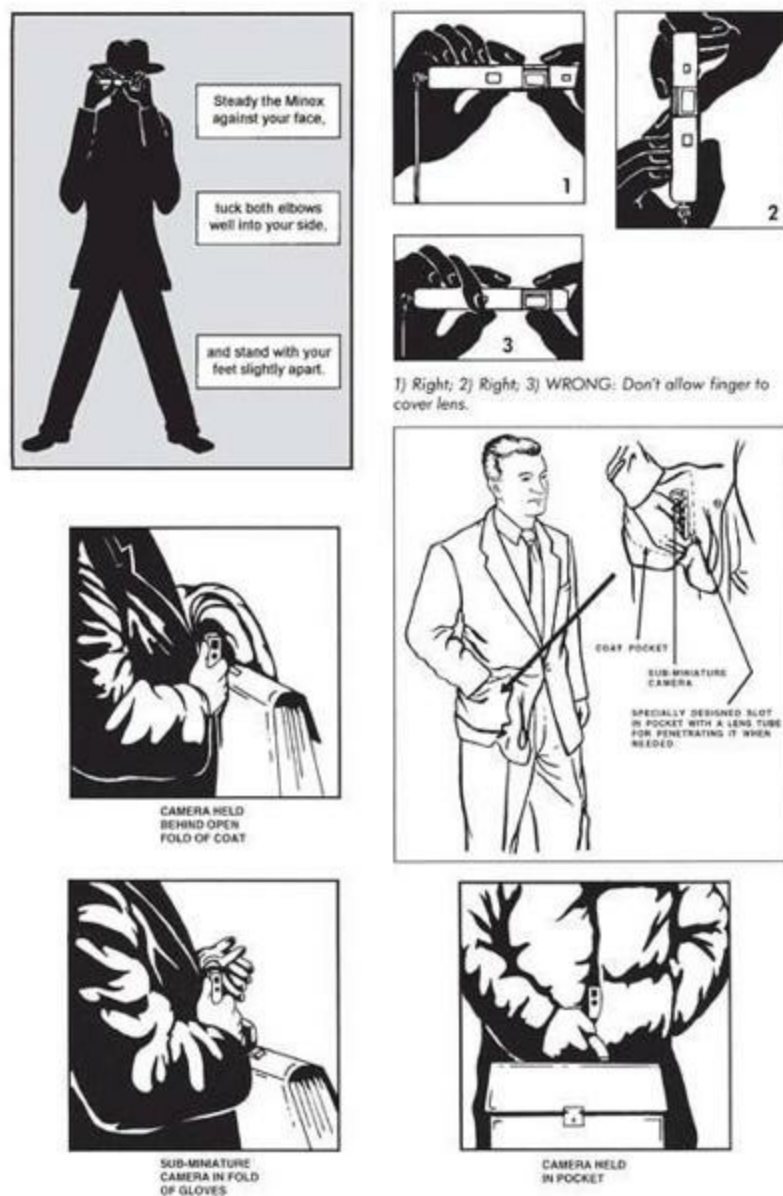 Steady the Minox
against your face,
tuck both elbows
well into your side,
and stand with your
feet slightly apart.
1
2
3
1) Right; 2) Right; 3) WRONG: Don't allow finger to
cover lens.
COAT POCKET
SUB-MINIATURE
CAMERA
SPECIALLY DESIGNED SLOT
IN POCKET WITH A LENS TUBE
FOR PENETRATING IT WHEN
NEEDED
CAMERA HELD
BEHIND OPEN
FOLD OF COAT
SUB-MINIATURE
CAMERA IN FOLD
OF GLOVES
CAMERA HELD
IN POCKET